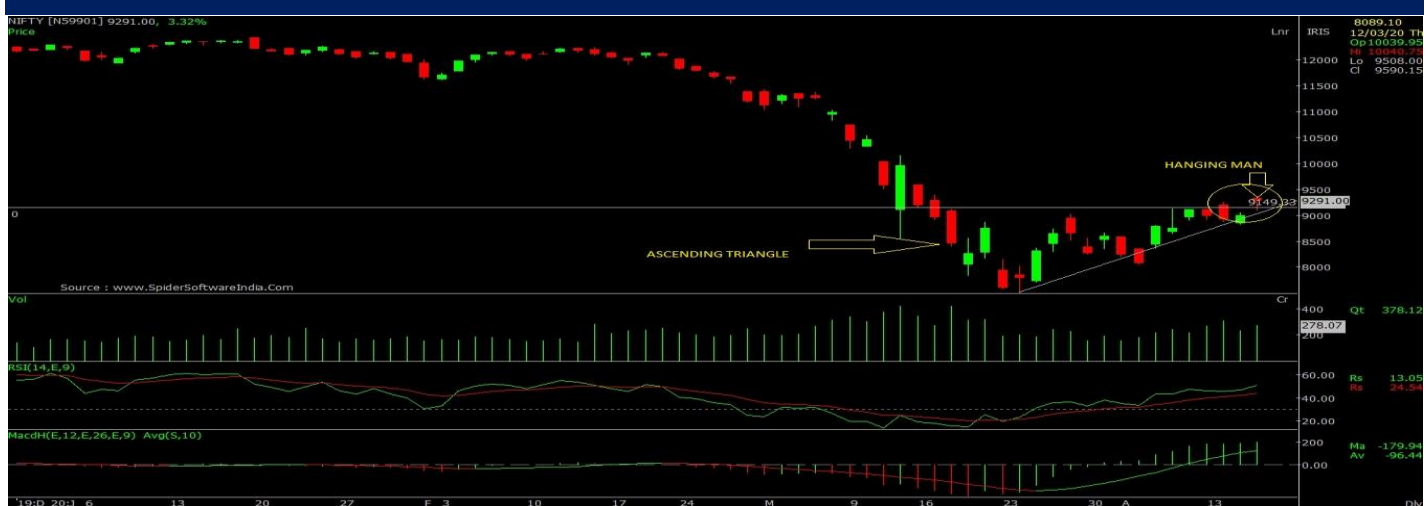 NIFTY [N59901] 9291.00, 3.32%
Price
Lnr
IRIS
8089.10
12/03/20 Th
Op10039.95
Hi 10040.75
Lo 9508.00
Cl 9590.15
12000
11500
11000
10500
10000
9500
9291.00
9000
8500
8000
HANGING MAN
9149.33
0
ASCENDING TRIANGLE
Source : www.SpiderSoftwareIndia.Com
Vol
Cr
400
Qt 378.12
278.07
200
RSI(14,E,9)
60.00
40.00
20.00
Rs 13.05
Rs 24.54
MacdH(E,12,E,26,E,9) Avg(S,10)
200
0.00
Ma -179.94
Av -96.44
'19:D 20:J 6 13 20 27 F 3 10 17 24 M 9 16 23 30 A 13 Dly